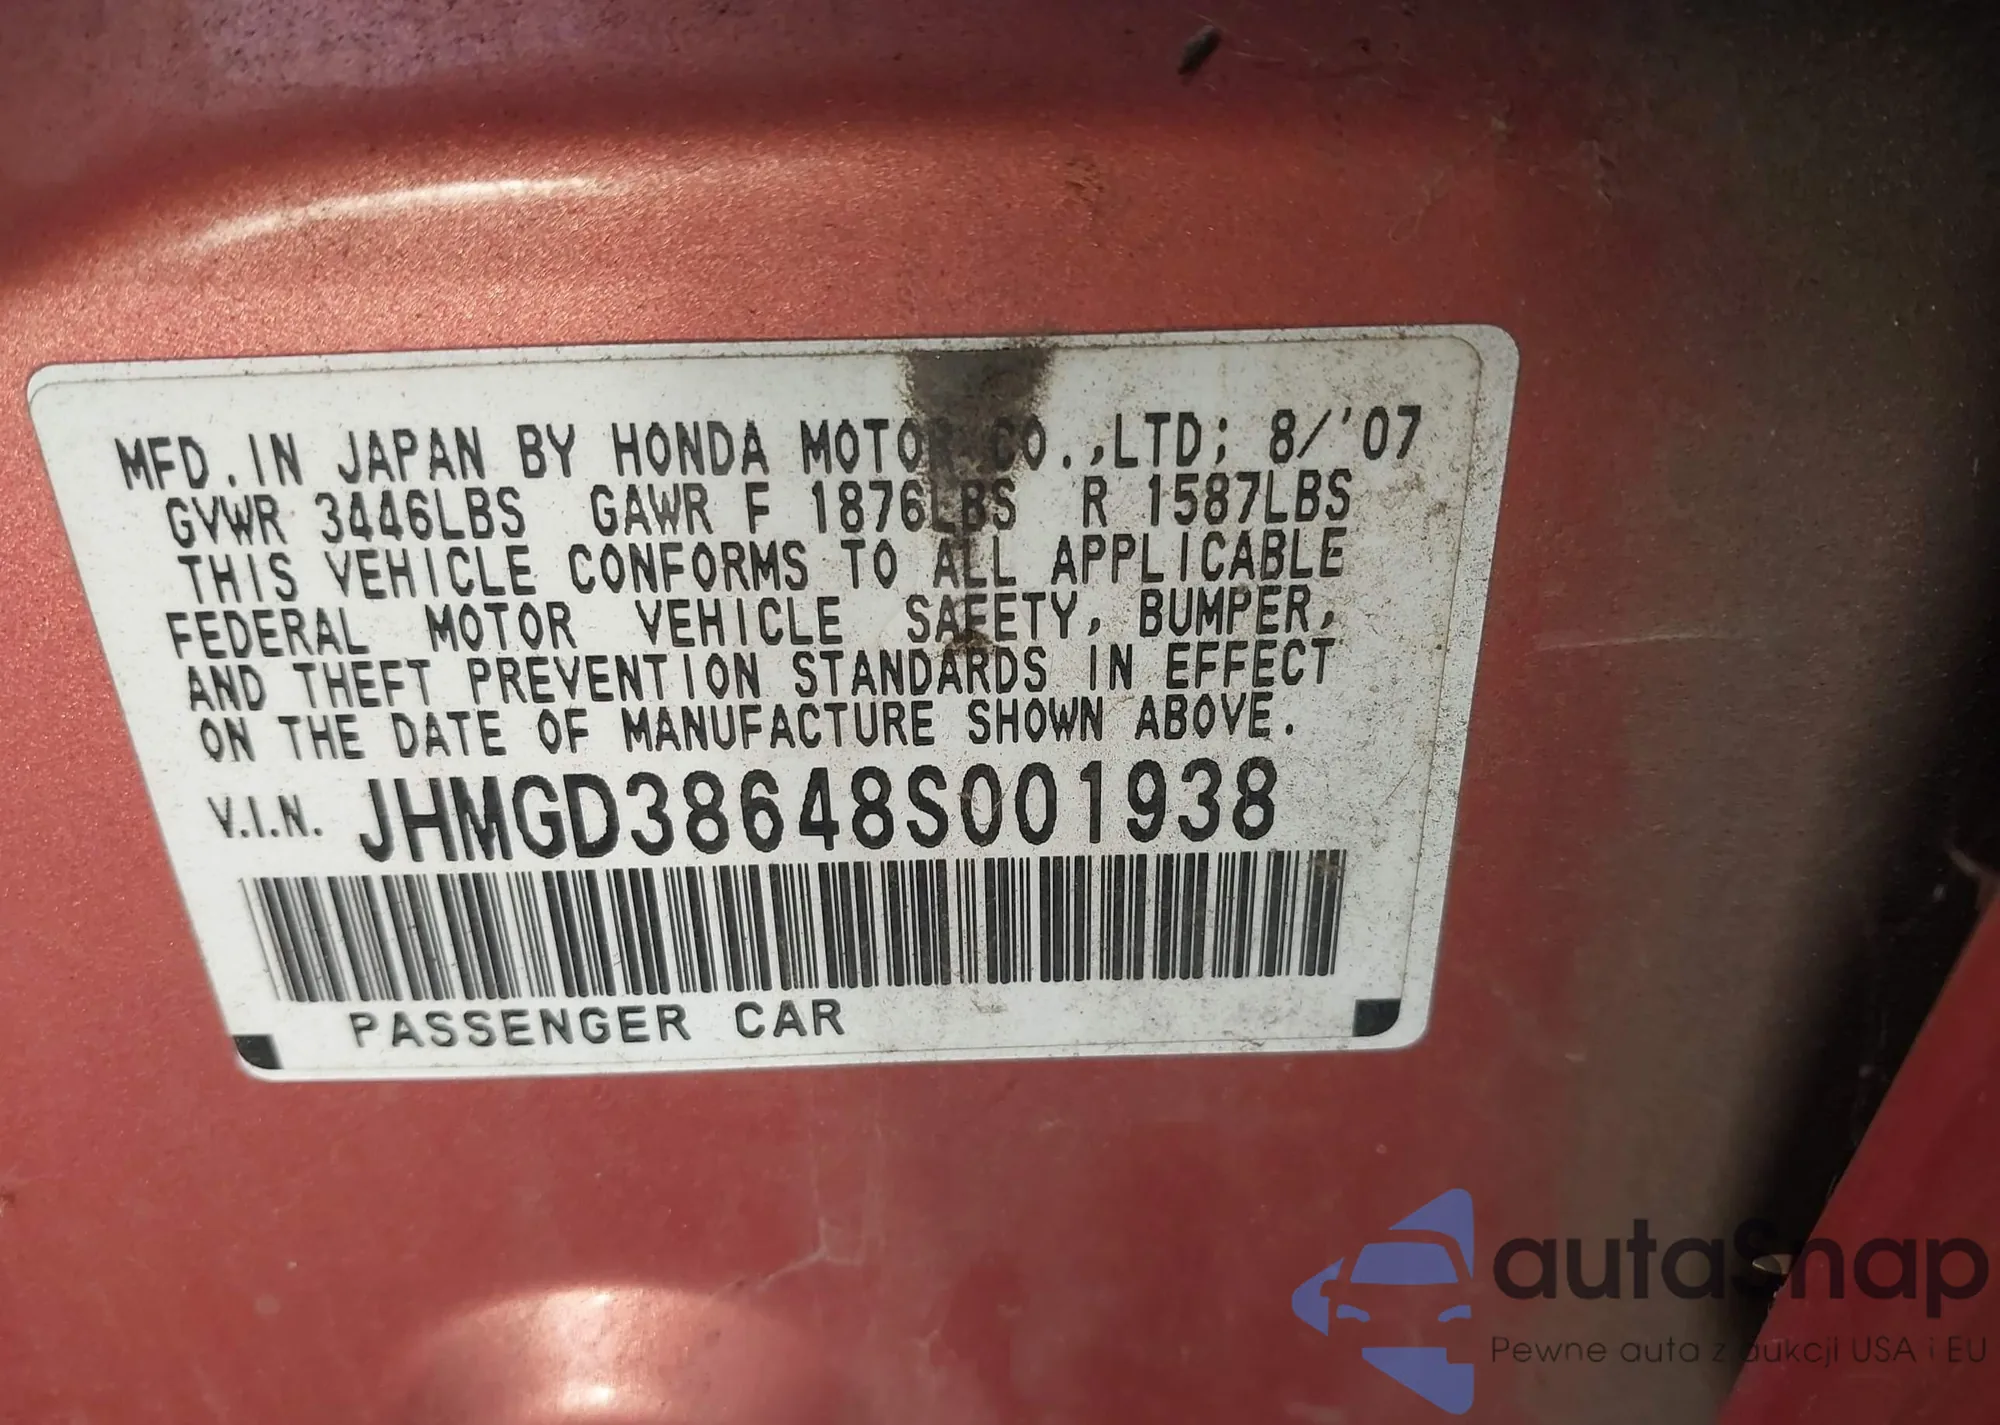 MFD.IN JAPAN BY HONDA MOTOR CO.,LTD; 8/'07
GVWR 3446LBS GAWR F 1876LBS R 1587LBS
THIS VEHICLE CONFORMS TO ALL APPLICABLE
FEDERAL MOTOR VEHICLE SAFETY, BUMPER,
AND THEFT PREVENTION STANDARDS IN EFFECT
ON THE DATE OF MANUFACTURE SHOWN ABOVE.
V.I.N. JHMGD38648S001938
PASSENGER CAR
autaSnap
Pewne auta z aukcji USA i EU